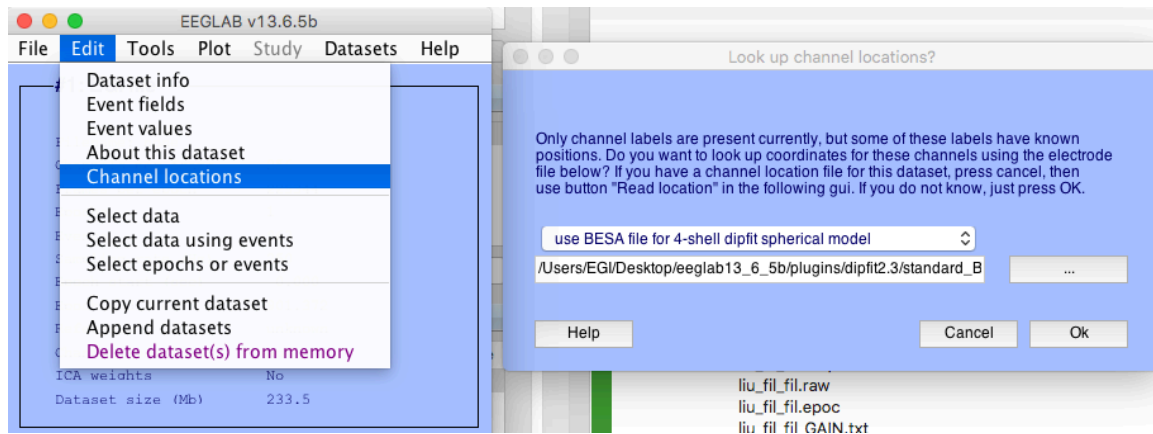 EEGLAB v13.6.5b
File Edit Tools Plot Study Datasets Help
Dataset info
Event fields
Event values
About this dataset
Channel locations
Select data
Select data using events
Select epochs or events
Copy current dataset
Append datasets
Delete dataset(s) from memory
ICA weights No
Dataset size (Mb) 233.5
Look up channel locations?
Only channel labels are present currently, but some of these labels have known
positions. Do you want to look up coordinates for these channels using the electrode
file below? If you have a channel location file for this dataset, press cancel, then
use button "Read location" in the following gui. If you do not know, just press OK.
use BESA file for 4-shell dipfit spherical model
/Users/EGI/Desktop/eeglab13_6_5b/plugins/dipfit2.3/standard_B
...
Help Cancel Ok
liu_fil_fil.raw
liu_fil_fil.epoc
liu_fil_fil_GAIN.txt